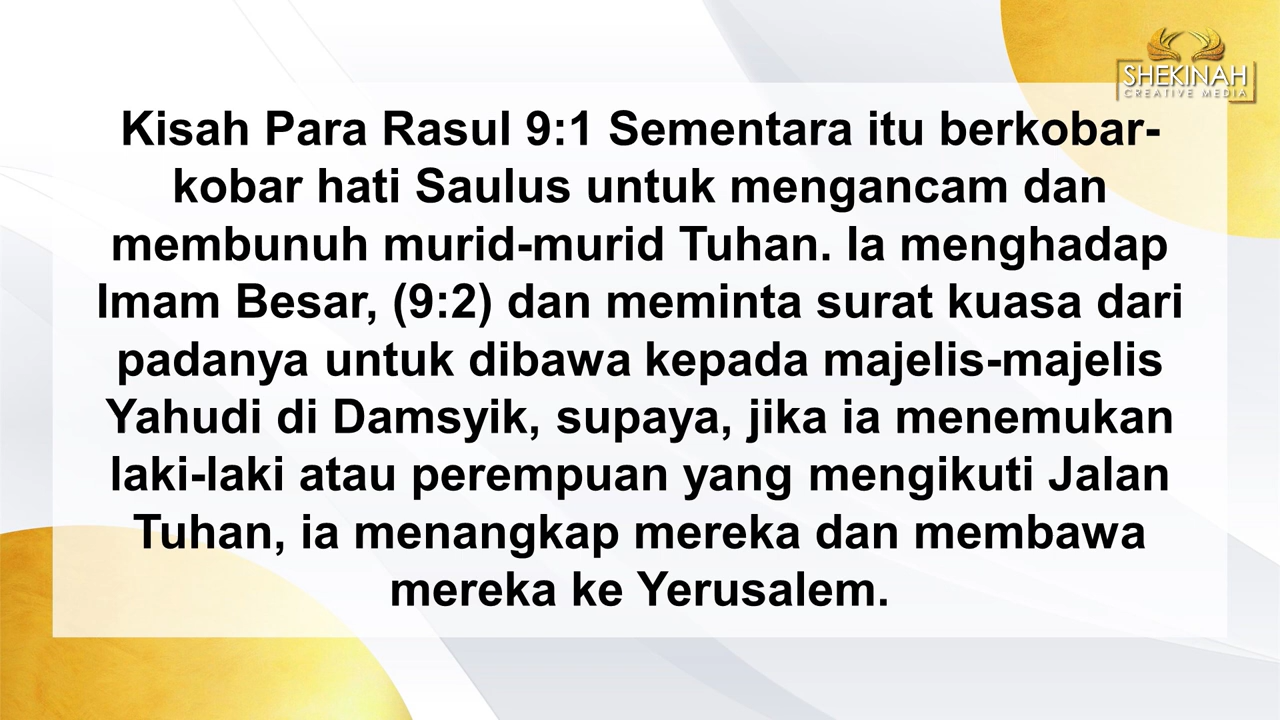 SHEKINAH
CREATIVE MEDIA
Kisah Para Rasul 9:1 Sementara itu berkobar-
kobar hati Saulus untuk mengancam dan
membunuh murid-murid Tuhan. Ia menghadap
Imam Besar, (9:2) dan meminta surat kuasa dari
padanya untuk dibawa kepada majelis-majelis
Yahudi di Damsyik, supaya, jika ia menemukan
laki-laki atau perempuan yang mengikuti Jalan
Tuhan, ia menangkap mereka dan membawa
mereka ke Yerusalem.